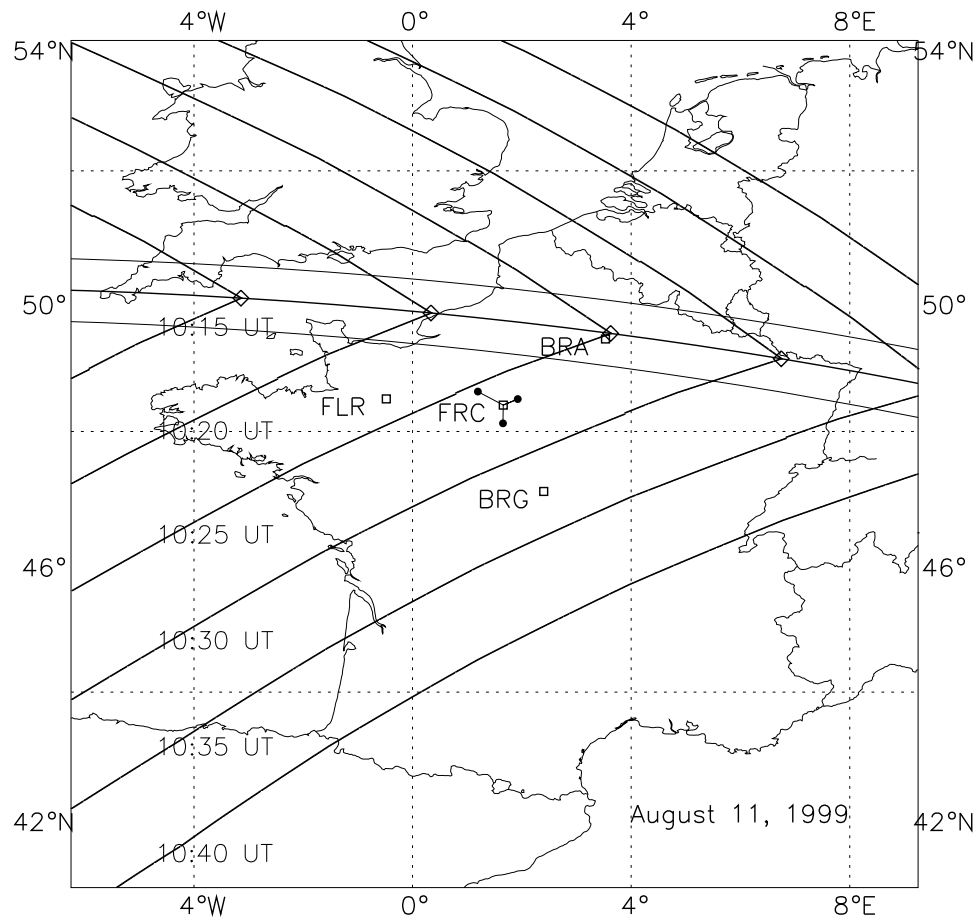 4°W 0° 4° 8°E
54°N 54°N
50° 50°
10:15 UT
BRA
FLR FRC
10:20 UT
BRG
10:25 UT
46° 46°
10:30 UT
10:35 UT
August 11, 1999
42°N 42°N
10:40 UT
4°W 0° 4° 8°E